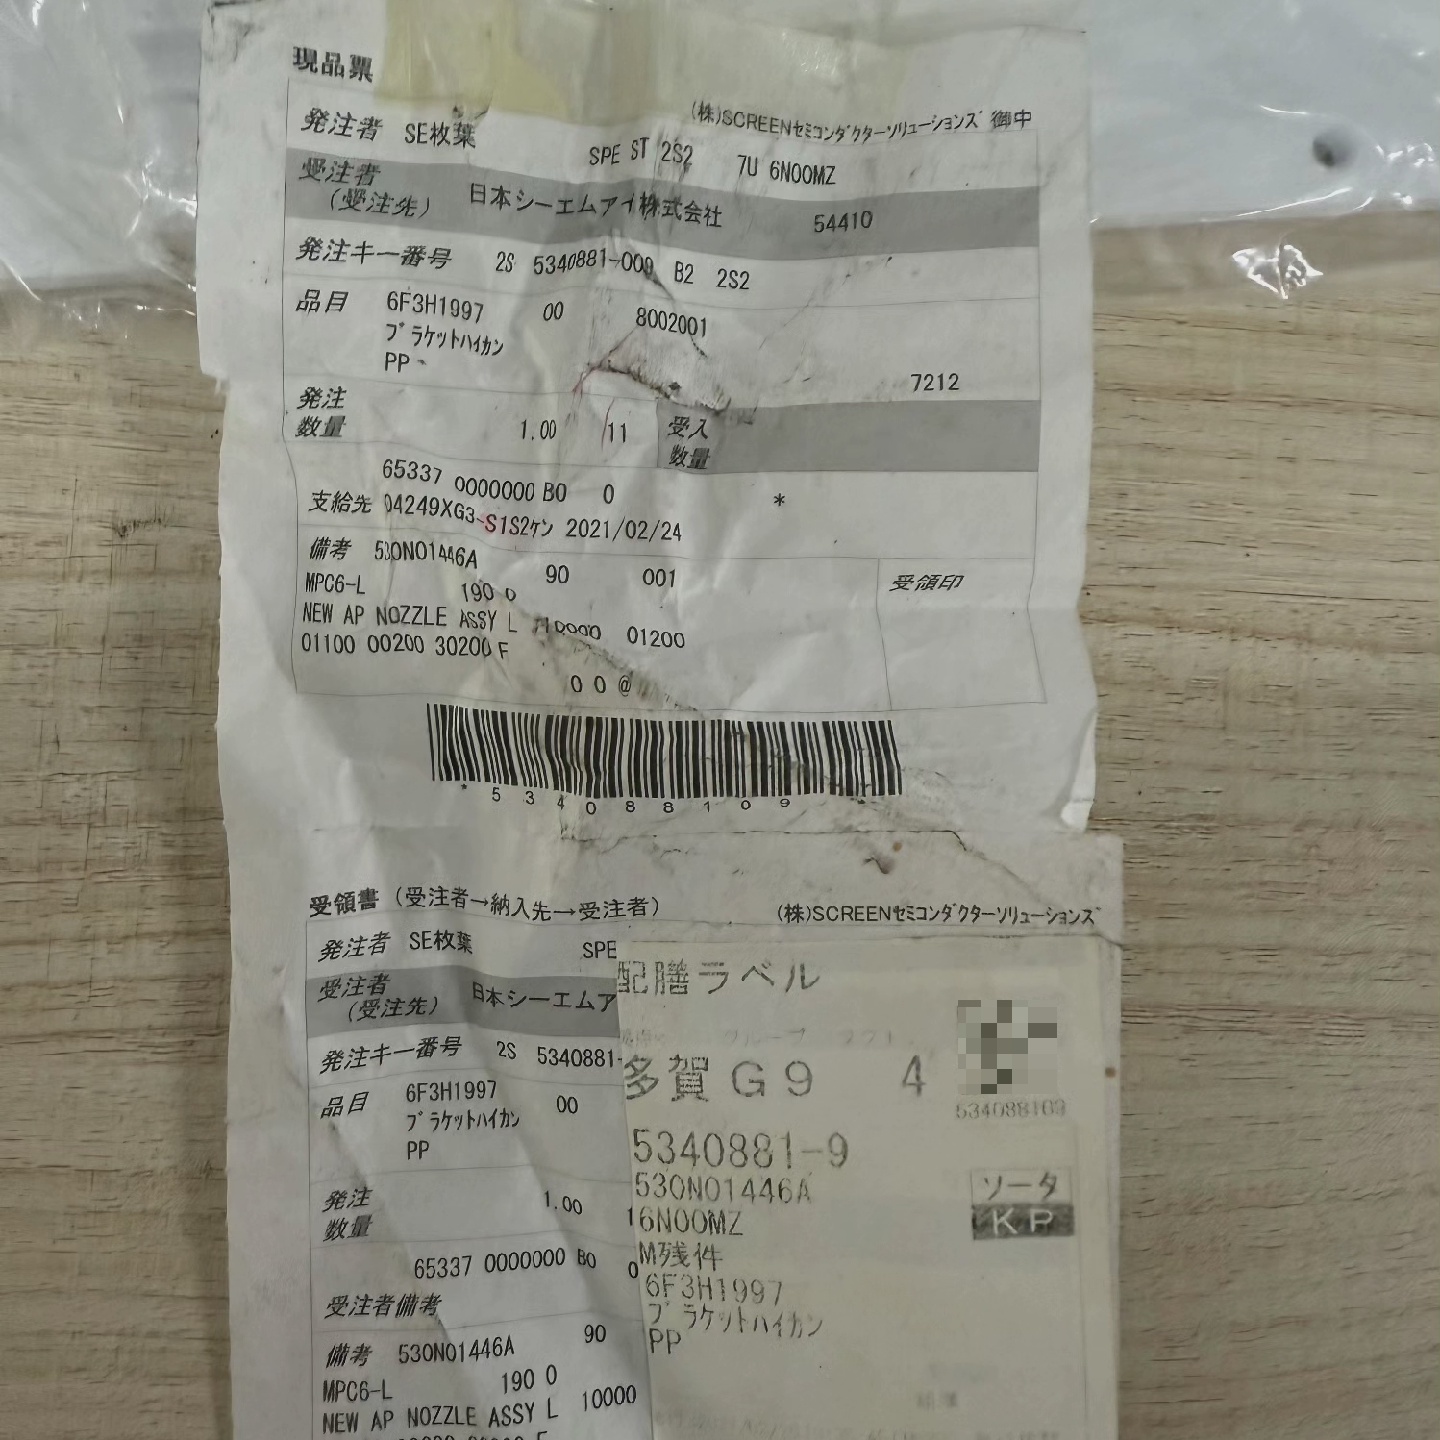 現品票
(株)SCREENセミコンダクターソリューションズ 御中
発注者 SE枚葉 SPE ST 2S2 7U 6N00MZ
受注者
(受注先) 日本シーエムアイ株式会社 54410
発注キー番号 2S 5340881-009 B2 2S2
品目 6F3H1997 00 8002001
ブラケットハイカン
PP
7212
発注
数量 1.00 11 受入
数量
65337 0000000 B0 0 *
支給先 04249XG3-S1S2ケン 2021/02/24
備考 530N01446A 90 001 受領印
MPC6-L 190 0
NEW AP NOZZLE ASSY L 10000 01200
01100 00200 30200 F
0 0 @
* 5 3 4 0 8 8 1 0 9 *
受領書 (受注者→納入先→受注者) (株)SCREENセミコンダクターソリューションズ
発注者 SE枚葉 SPE
受注者
(受注先) 日本シーエムア
発注キー番号 2S 5340881-
品目 6F3H1997 00
ブラケットハイカン
PP
発注
数量 1.00 1
65337 0000000 B0 0
受注者備考
備考 530N01446A 90
MPC6-L 190 0
NEW AP NOZZLE ASSY L 10000
配膳ラベル
多賀G9 4
534088109
5340881-9
530N01446A
6N00MZ
M残件
6F3H1997
ブラケットハイカン
PP
ソータ
KP